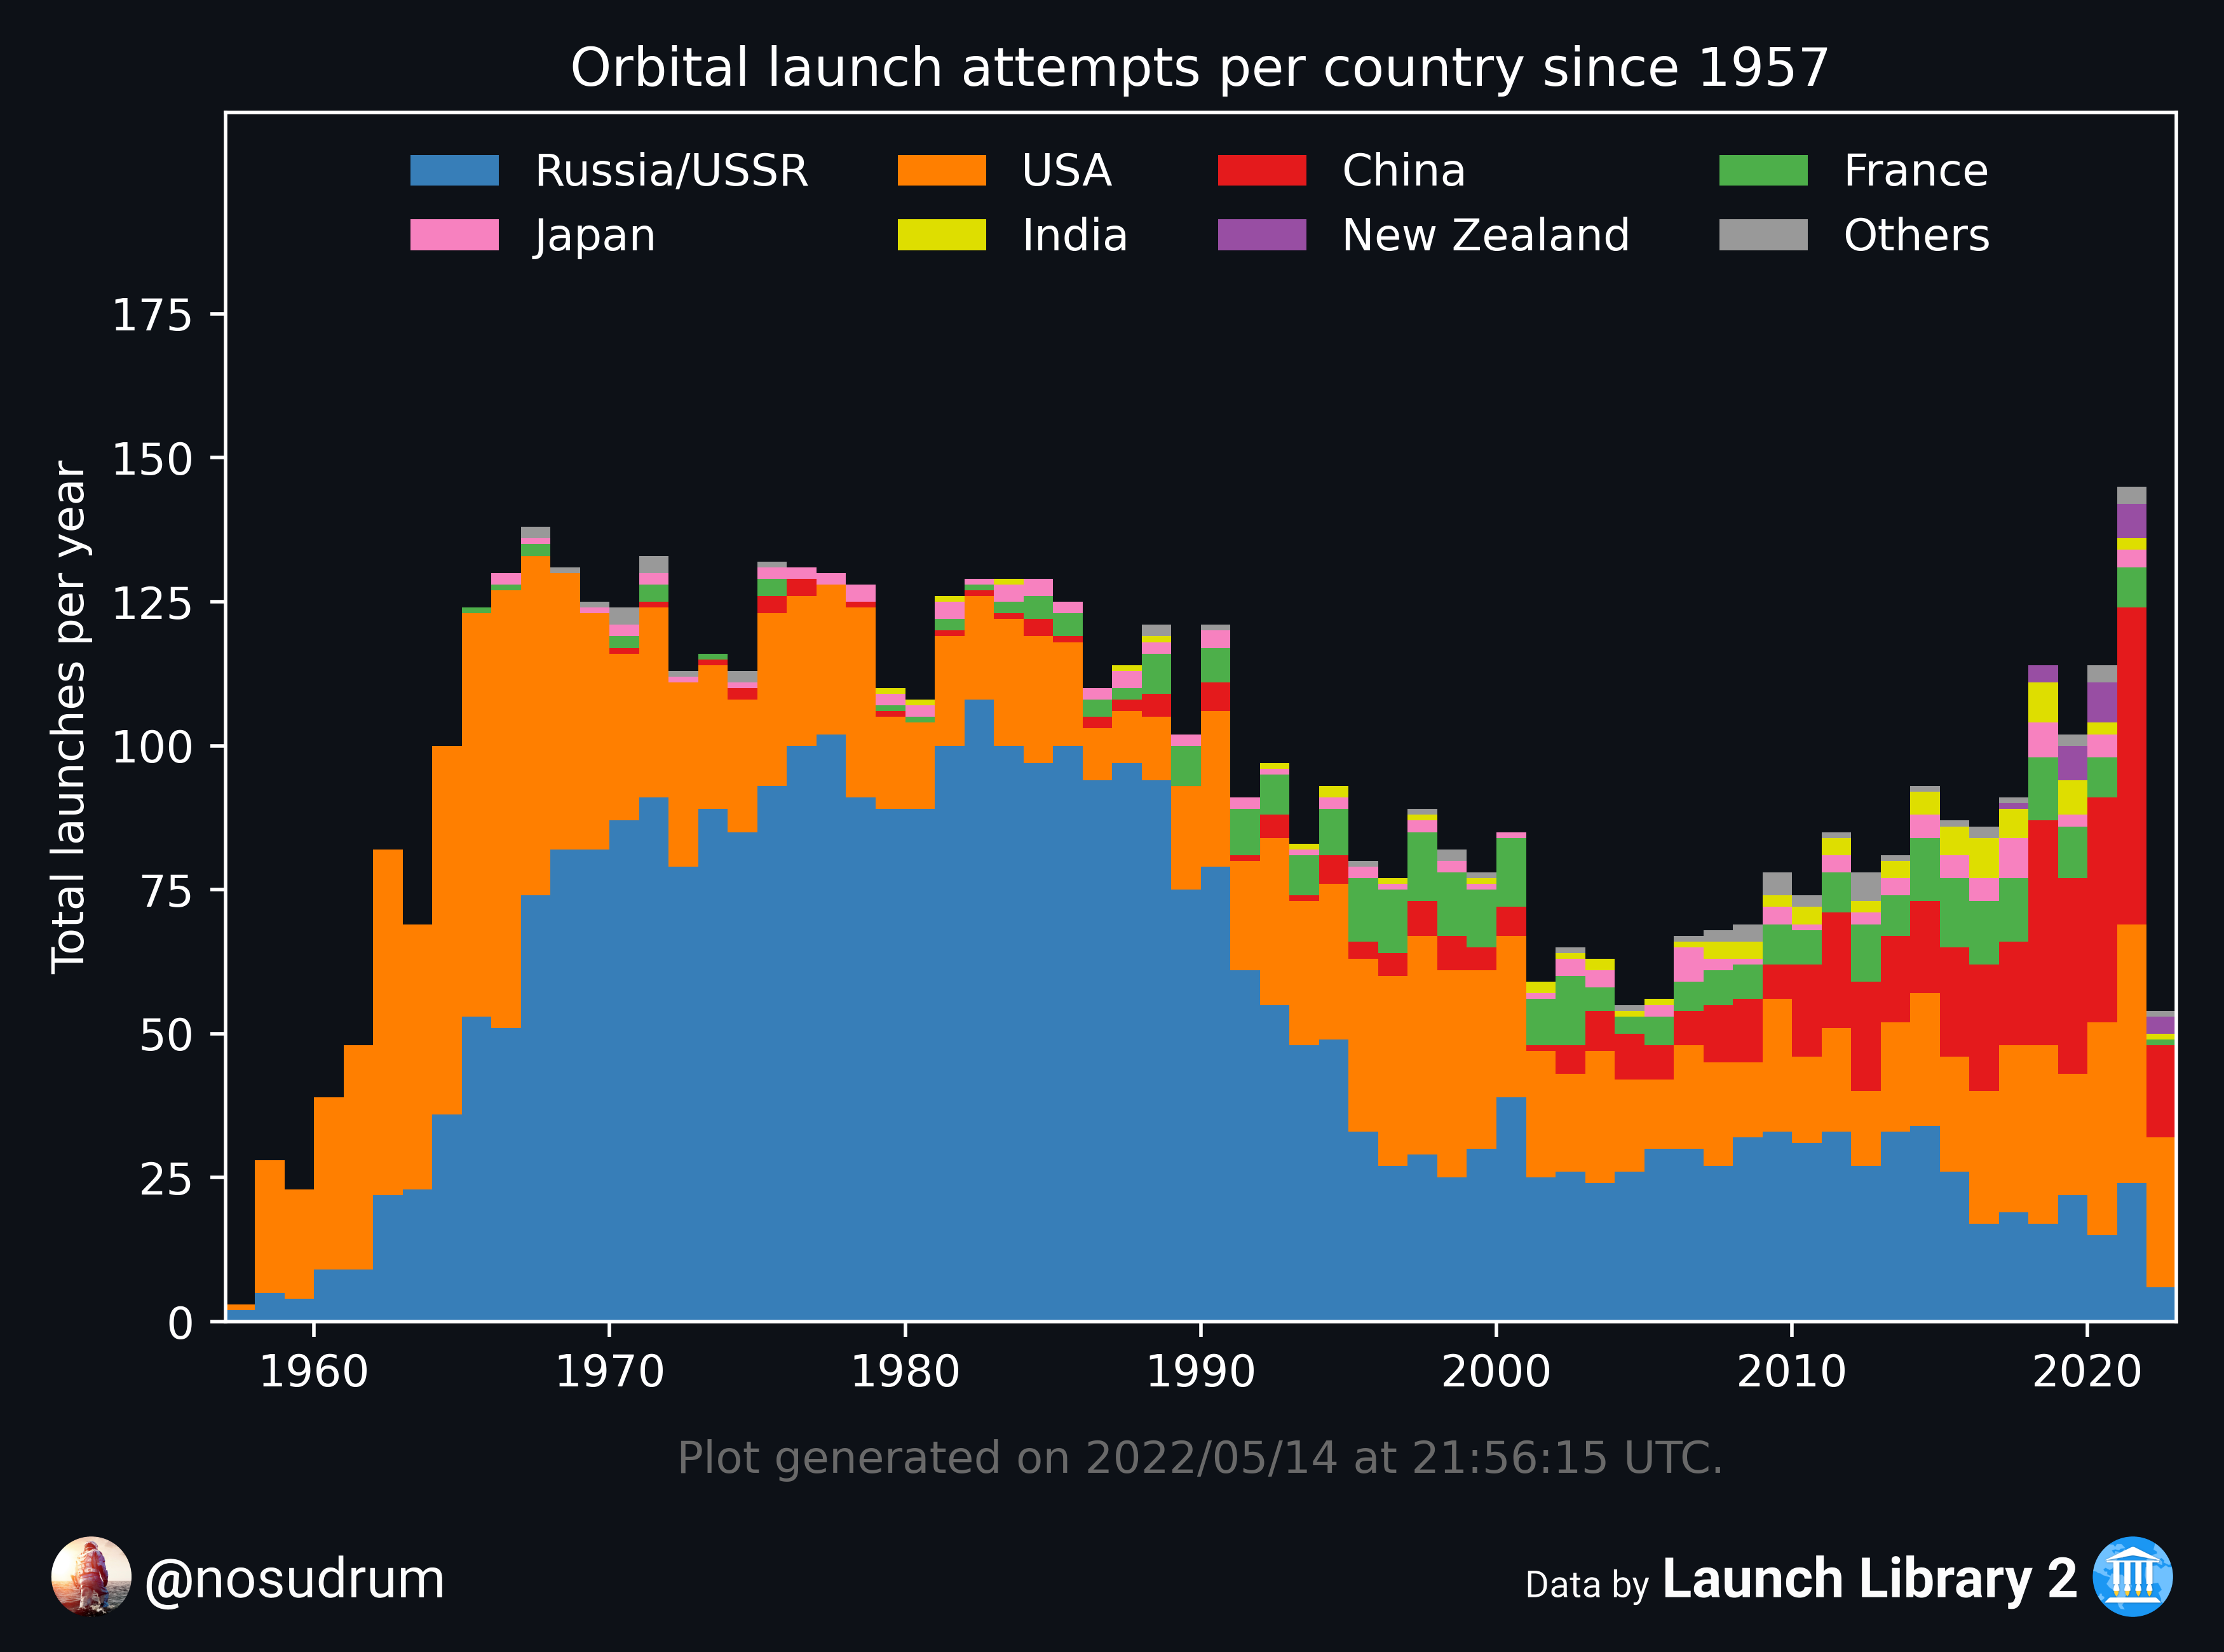 Orbital launch attempts per country since 1957
Russia/USSR USA China France
Japan India New Zealand Others
Total launches per year
175
150
125
100
75
50
25
0
1960 1970 1980 1990 2000 2010 2020
Plot generated on 2022/05/14 at 21:56:15 UTC.
@nosudrum
Data by Launch Library 2